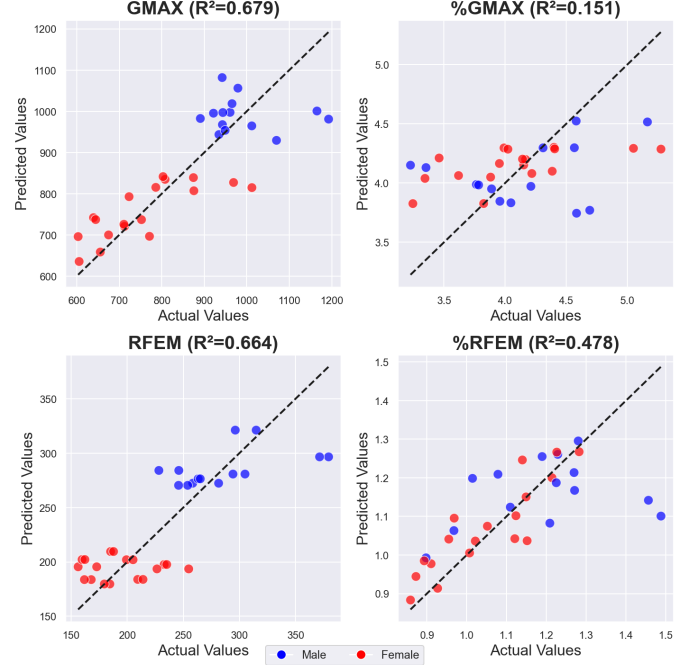 GMAX (R²=0.679)
%GMAX (R²=0.151)
1200
1100
1000
900
800
700
600
Predicted Values
600 700 800 900 1000 1100 1200
Actual Values
5.0
4.5
4.0
3.5
Predicted Values
3.5 4.0 4.5 5.0
Actual Values
RFEM (R²=0.664)
%RFEM (R²=0.478)
350
300
250
200
150
Predicted Values
150 200 250 300 350
Actual Values
1.5
1.4
1.3
1.2
1.1
1.0
0.9
Predicted Values
0.9 1.0 1.1 1.2 1.3 1.4 1.5
Actual Values
Male Female